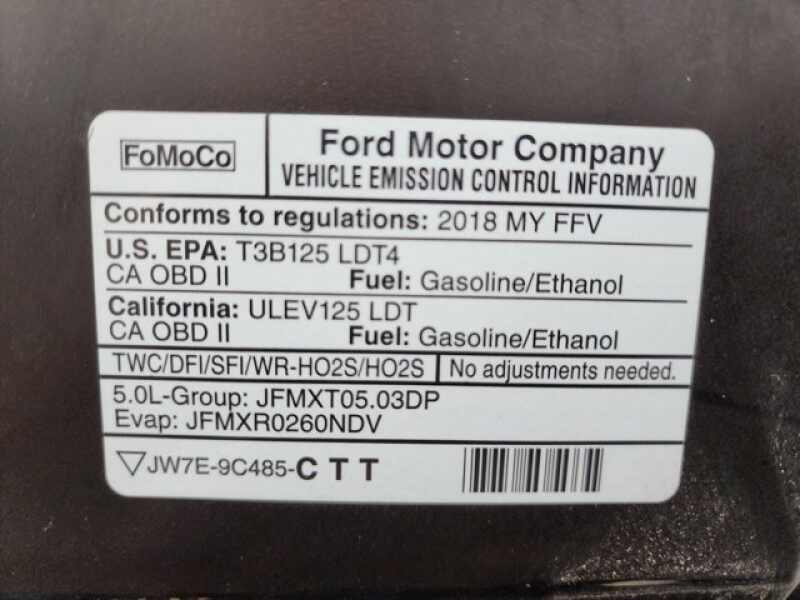 FoMoCo
Ford Motor Company
VEHICLE EMISSION CONTROL INFORMATION
Conforms to regulations: 2018 MY FFV
U.S. EPA: T3B125 LDT4
CA OBD II Fuel: Gasoline/Ethanol
California: ULEV125 LDT
CA OBD II Fuel: Gasoline/Ethanol
TWC/DFI/SFI/WR-HO2S/HO2S No adjustments needed.
5.0L-Group: JFMXT05.03DP
Evap: JFMXR0260NDV
JW7E-9C485-CTT